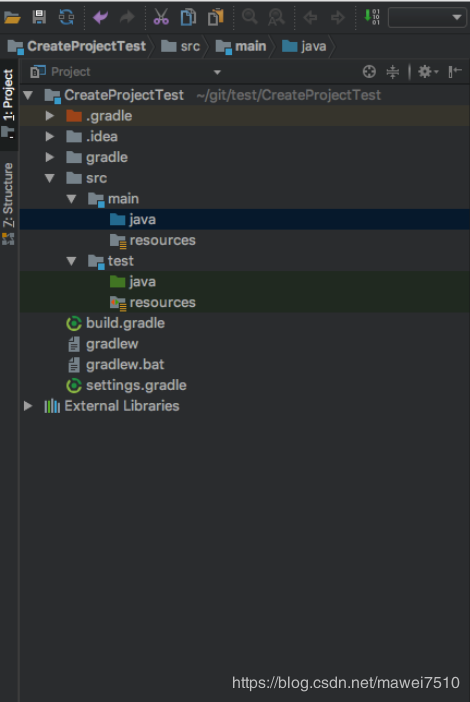 CreateProjectTest src main java
1: Project
Project
CreateProjectTest ~/git/test/CreateProjectTest
.gradle
.idea
gradle
src
main
java
resources
test
java
resources
build.gradle
gradlew
gradlew.bat
settings.gradle
External Libraries
Z: Structure
https://blog.csdn.net/mawei7510